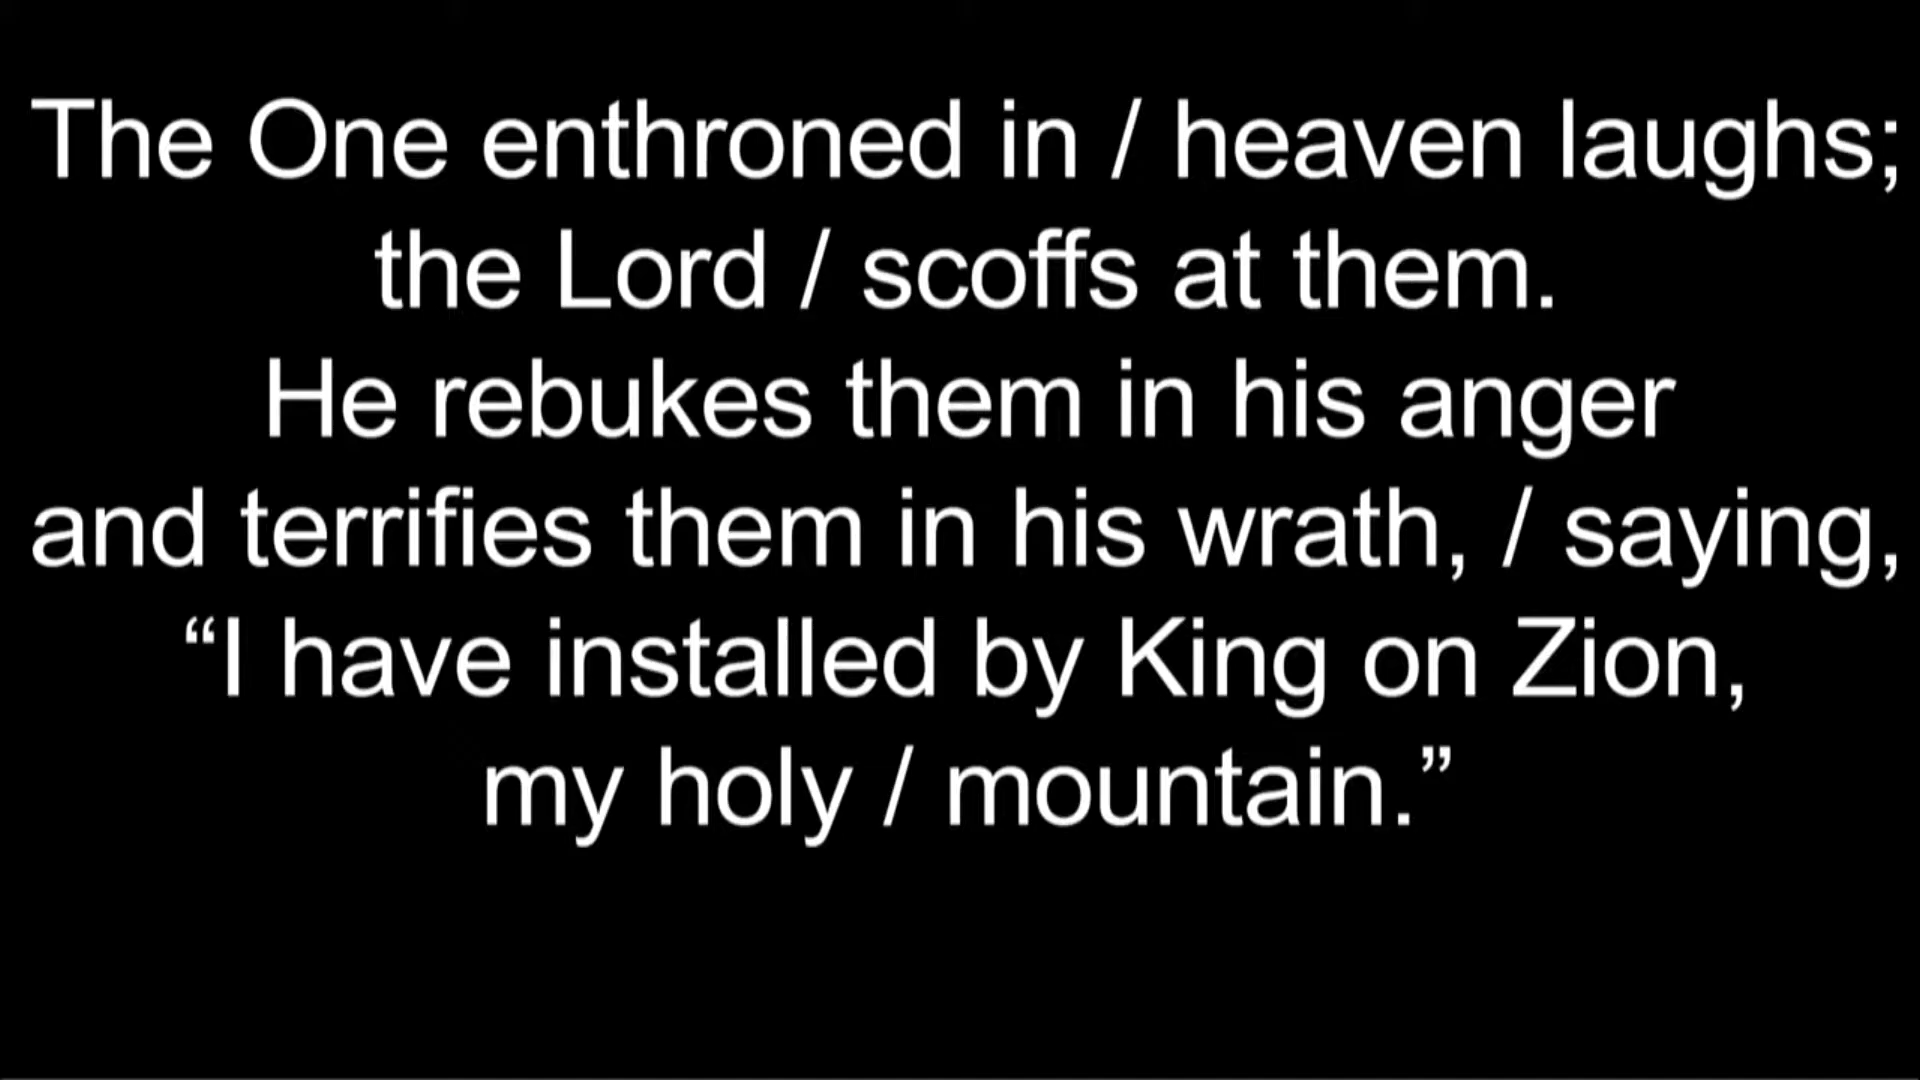 The One enthroned in / heaven laughs;
the Lord / scoffs at them.
He rebukes them in his anger
and terrifies them in his wrath, / saying,
“I have installed by King on Zion,
my holy / mountain.”